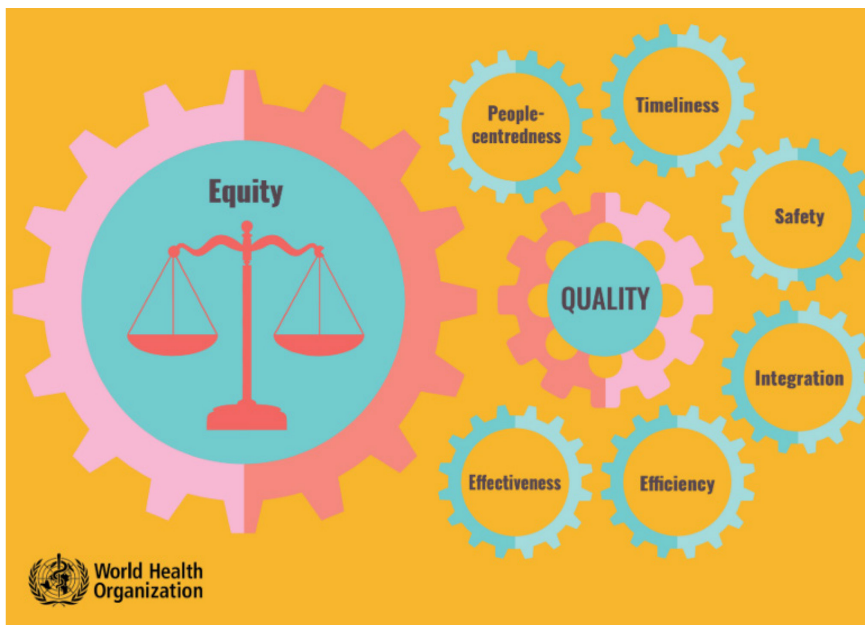 Equity
People-
centredness
Timeliness
Safety
QUALITY
Integration
Effectiveness
Efficiency
World Health
Organization